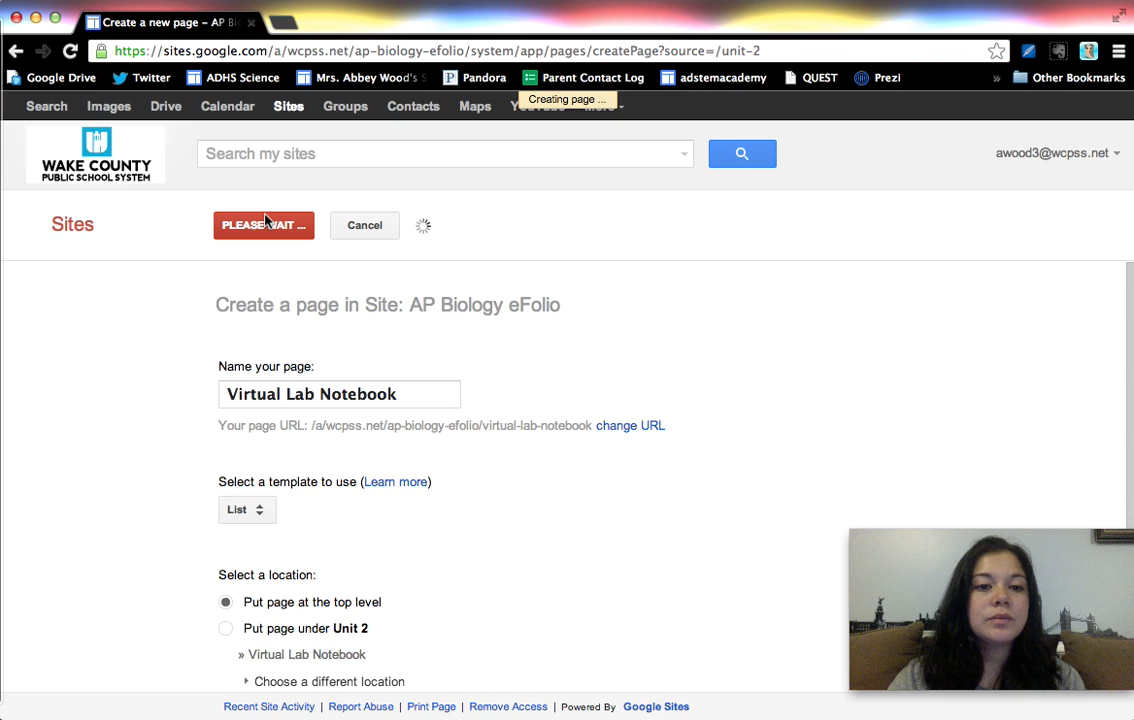 Create a new page – AP Bi
https://sites.google.com/a/wcpss.net/ap-biology-efolio/system/app/pages/createPage?source=/unit-2
Google Drive Twitter ADHS Science Mrs. Abbey Wood's Pandora Parent Contact Log adstemacademy QUEST Prezi » Other Bookmarks
Creating page ...
Search Images Drive Calendar Sites Groups Contacts Maps
WAKE COUNTY
PUBLIC SCHOOL SYSTEM
Search my sites
awood3@wcpss.net
Sites
PLEASE WAIT ...
Cancel
Create a page in Site: AP Biology eFolio
Name your page:
Virtual Lab Notebook
Your page URL: /a/wcpss.net/ap-biology-efolio/virtual-lab-notebook change URL
Select a template to use (Learn more)
List
Select a location:
Put page at the top level
Put page under Unit 2
» Virtual Lab Notebook
Choose a different location
Recent Site Activity | Report Abuse | Print Page | Remove Access | Powered By Google Sites